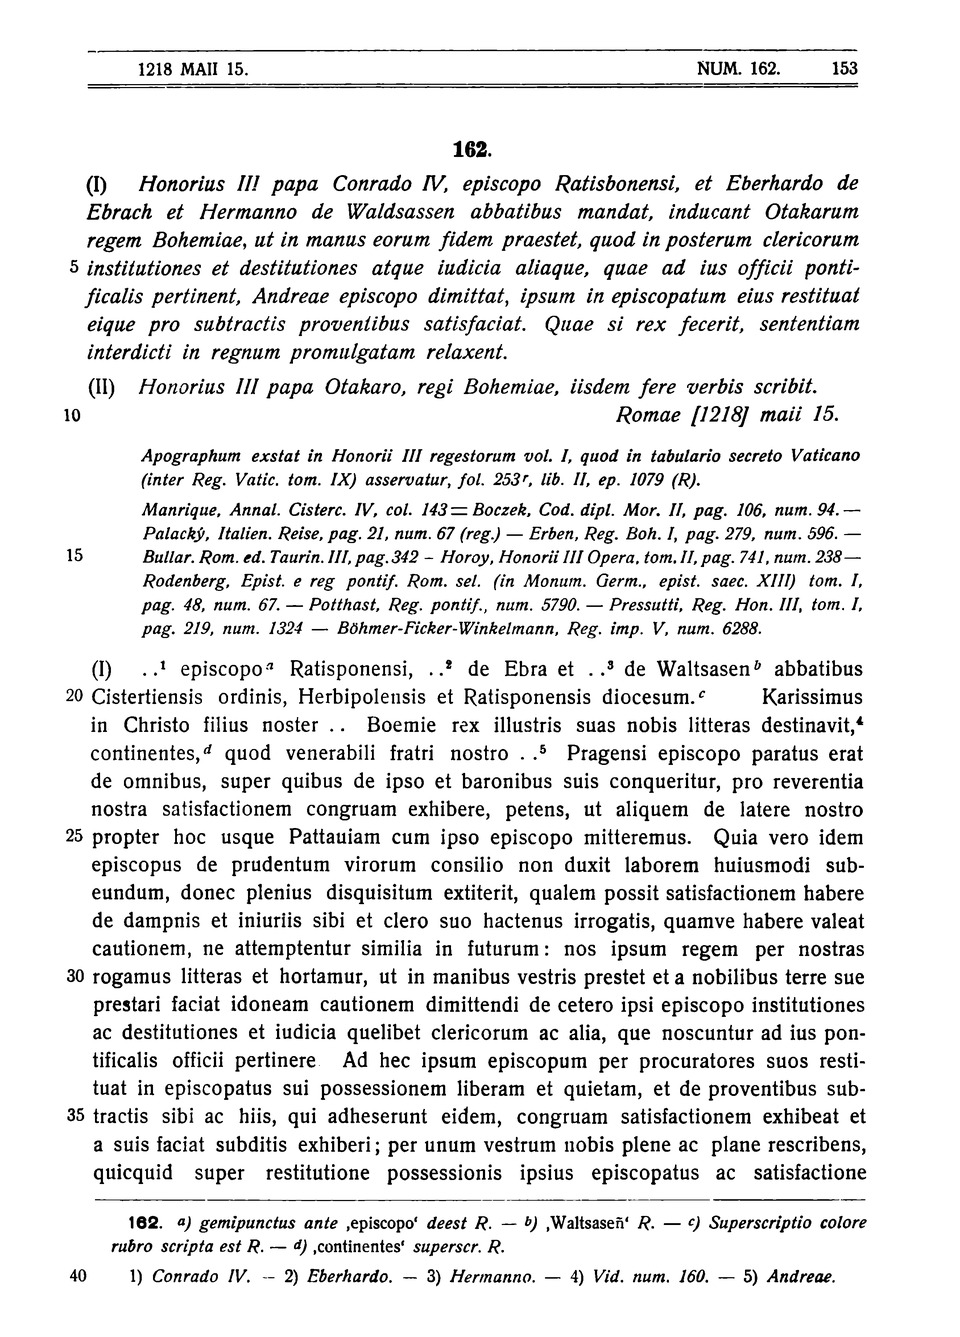 1218 MAII 15. NUM. 162. 153
162.
(I) Honorius III papa Conrado IV, episcopo Ratisbonensi, et Eberhardo de
Ebrach et Hermanno de Waldsassen abbatibus mandat, inducant Otakarum
regem Bohemiae, ut in manus eorum fidem praestet, quod in posterum clericorum
5 institutiones et destitutiones atque iudicia aliaque, quae ad ius officii ponti-
ficalis pertinent, Andreae episcopo dimittat, ipsum in episcopatum eius restituat
eique pro subtractis proventibus satisfaciat. Quae si rex fecerit, sententiam
interdicti in regnum promulgatam relaxent.
(II) Honorius III papa Otakaro, regi Bohemiae, iisdem fere verbis scribit.
10 Romae [1218] maii 15.
Apographum exstat in Honorii III regestorum vol. I, quod in tabulario secreto Vaticano
(inter Reg. Vatic. tom. IX) asservatur, fol. 253ʳ, lib. II, ep. 1079 (R).
Manrique, Annal. Cisterc. IV, col. 143 = Boczek, Cod. dipl. Mor. II, pag. 106, num. 94. —
Palacký, Italien. Reise, pag. 21, num. 67 (reg.) — Erben, Reg. Boh. I, pag. 279, num. 596. —
15 Bullar. Rom. ed. Taurin. III, pag. 342 – Horoy, Honorii III Opera, tom. II, pag. 741, num. 238 —
Rodenberg, Epist. e reg pontif. Rom. sel. (in Monum. Germ., epist. saec. XIII) tom. I,
pag. 48, num. 67. — Potthast, Reg. pontif., num. 5790. — Pressutti, Reg. Hon. III, tom. I,
pag. 219, num. 1324 — Böhmer-Ficker-Winkelmann, Reg. imp. V, num. 6288.
(I) . .¹ episcopoᵃ Ratisponensi, . .² de Ebra et . .³ de Waltsasenᵇ abbatibus
20 Cistertiensis ordinis, Herbipolensis et Ratisponensis diocesum.ᶜ Karissimus
in Christo filius noster . . Boemie rex illustris suas nobis litteras destinavit,⁴
continentes,ᵈ quod venerabili fratri nostro . .⁵ Pragensi episcopo paratus erat
de omnibus, super quibus de ipso et baronibus suis conqueritur, pro reverentia
nostra satisfactionem congruam exhibere, petens, ut aliquem de latere nostro
25 propter hoc usque Pattauiam cum ipso episcopo mitteremus. Quia vero idem
episcopus de prudentum virorum consilio non duxit laborem huiusmodi sub-
eundum, donec plenius disquisitum extiterit, qualem possit satisfactionem habere
de dampnis et iniuriis sibi et clero suo hactenus irrogatis, quamve habere valeat
cautionem, ne attemptentur similia in futurum: nos ipsum regem per nostras
30 rogamus litteras et hortamur, ut in manibus vestris prestet et a nobilibus terre sue
prestari faciat idoneam cautionem dimittendi de cetero ipsi episcopo institutiones
ac destitutiones et iudicia quelibet clericorum ac alia, que noscuntur ad ius pon-
tificalis officii pertinere Ad hec ipsum episcopum per procuratores suos resti-
tuat in episcopatus sui possessionem liberam et quietam, et de proventibus sub-
35 tractis sibi ac hiis, qui adheserunt eidem, congruam satisfactionem exhibeat et
a suis faciat subditis exhiberi; per unum vestrum nobis plene ac plane rescribens,
quicquid super restitutione possessionis ipsius episcopatus ac satisfactione
162. a) gemipunctus ante ‚episcopo‘ deest R. — b) ‚Waltsaseñ‘ R. — c) Superscriptio colore
rubro scripta est R. — d) ‚continentes‘ superscr. R.
40 1) Conrado IV. -- 2) Eberhardo. — 3) Hermanno. — 4) Vid. num. 160. — 5) Andreae.